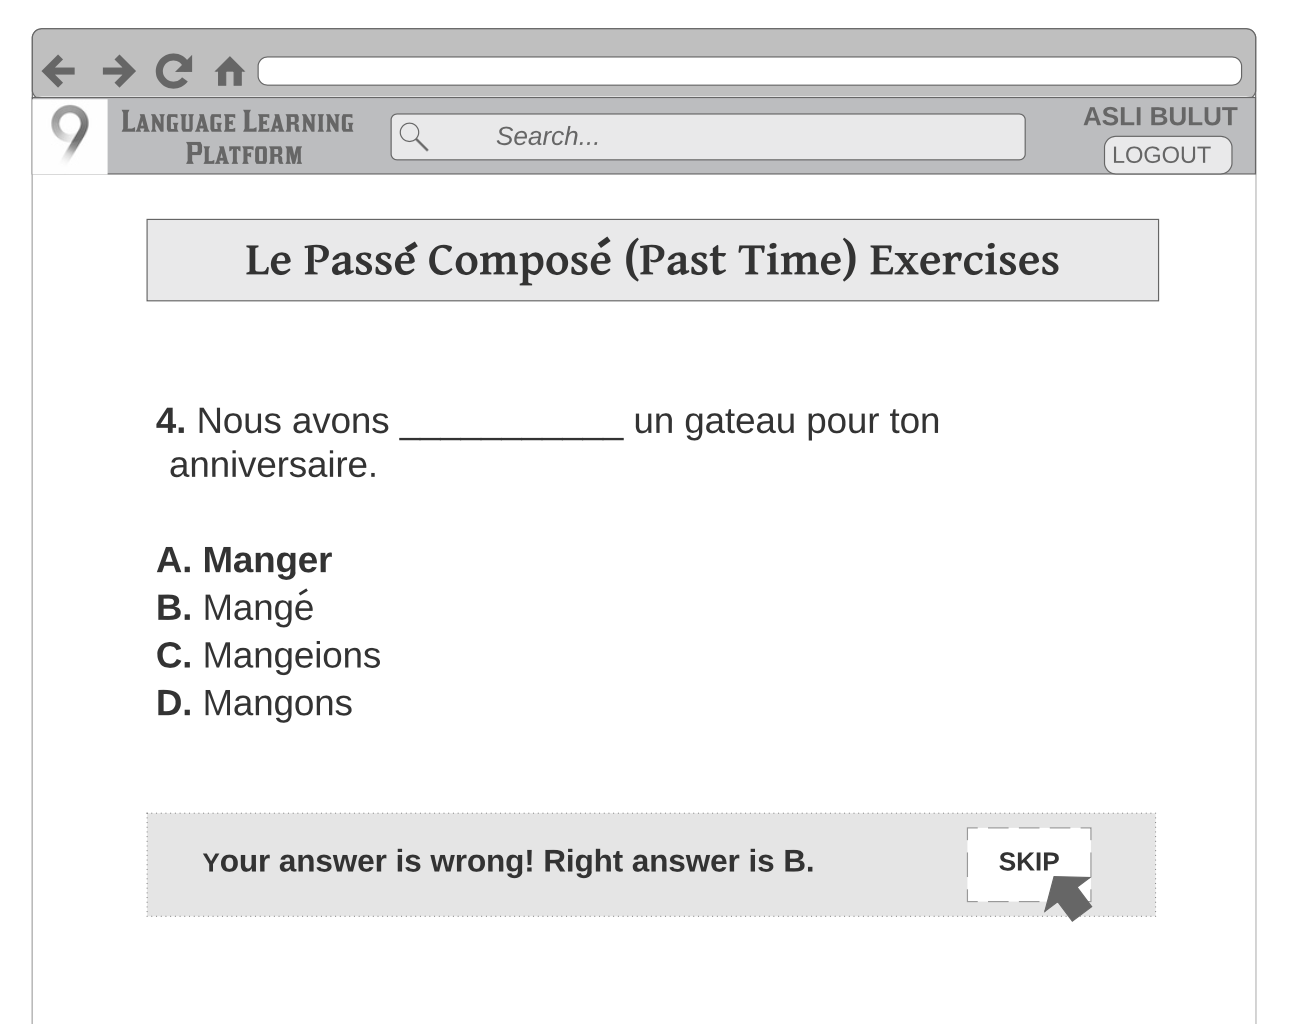 9
LANGUAGE LEARNING
PLATFORM
Search...
ASLI BULUT
LOGOUT
Le Passé Composé (Past Time) Exercises
4. Nous avons ___________ un gateau pour ton
anniversaire.
A. Manger
B. Mangé
C. Mangeions
D. Mangons
Your answer is wrong! Right answer is B.
SKIP